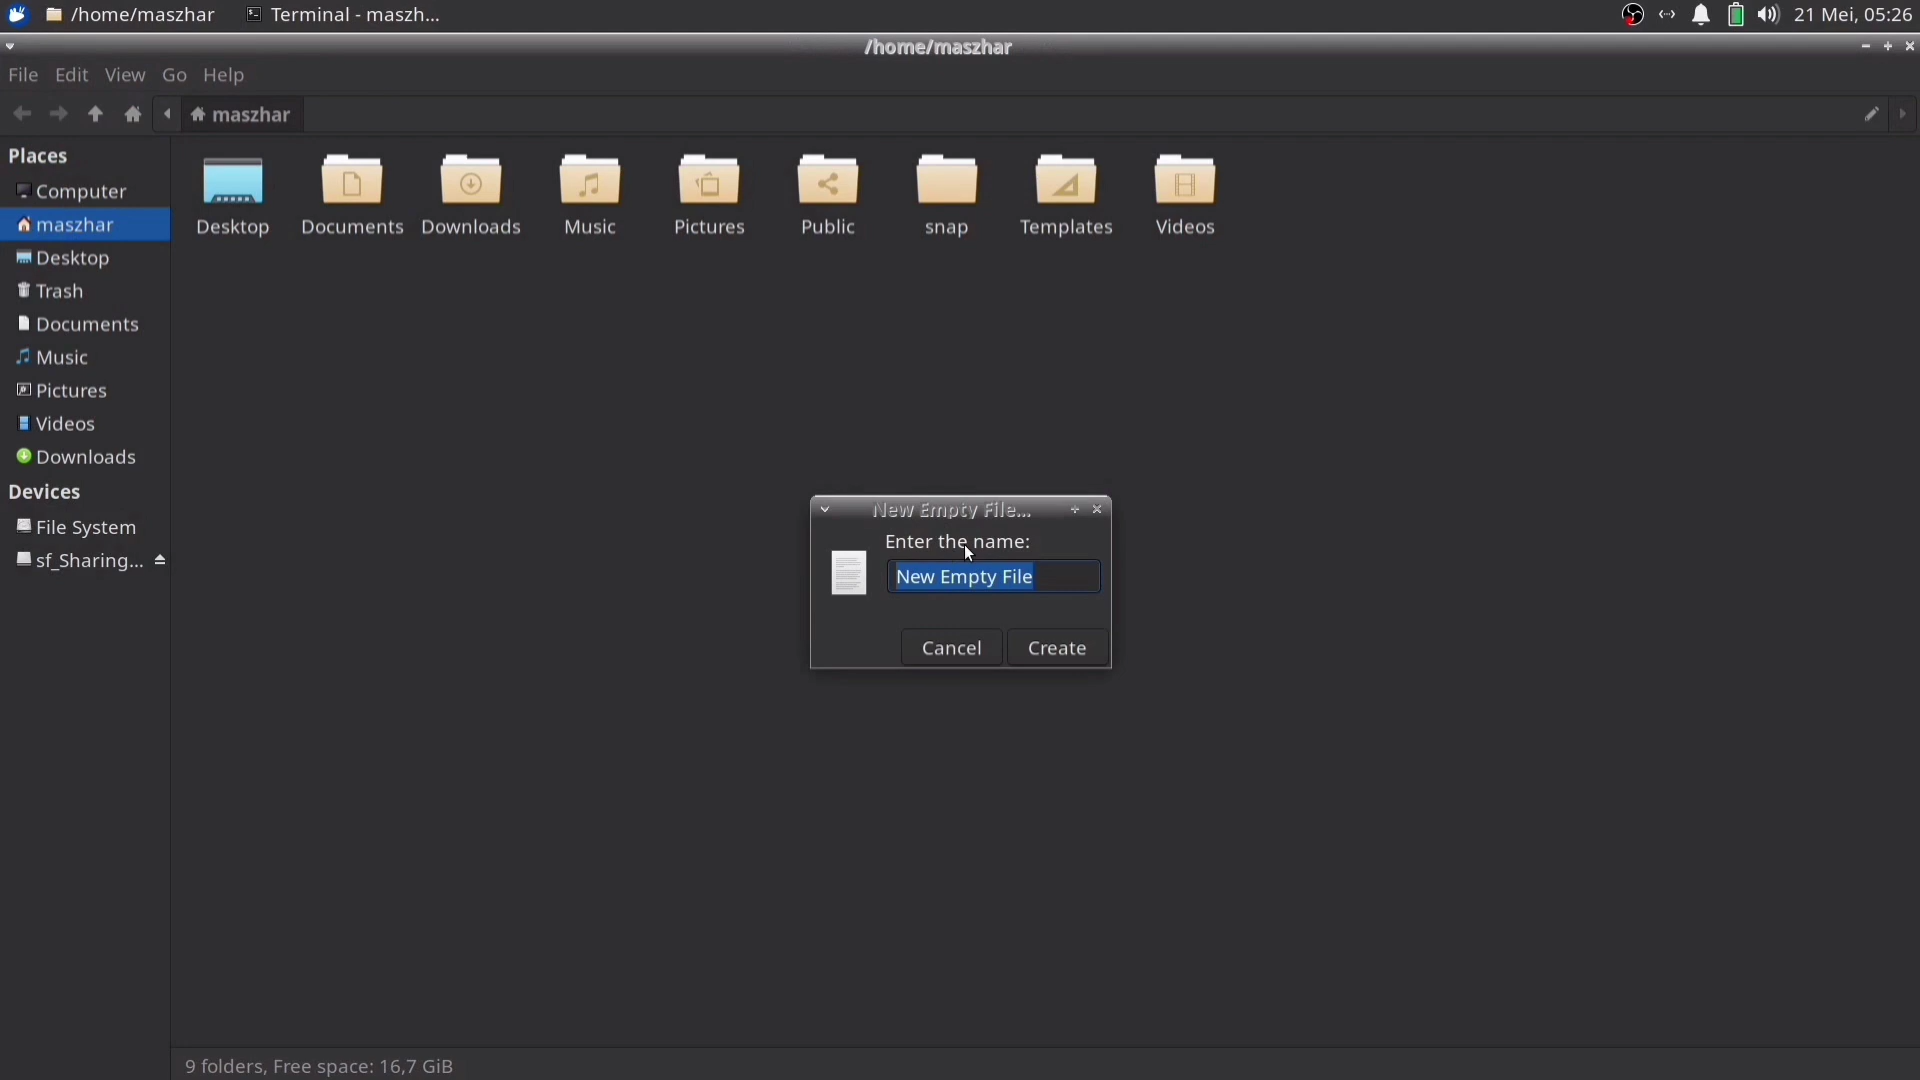 /home/maszhar
Terminal - maszh...
21 Mei, 05:26
/home/maszhar
File Edit View Go Help
maszhar
Places
Computer
maszhar
Desktop
Trash
Documents
Music
Pictures
Videos
Downloads
Devices
File System
sf_Sharing...
Desktop Documents Downloads Music Pictures Public snap Templates Videos
New Empty File...
Enter the name:
New Empty File
Cancel Create
9 folders, Free space: 16,7 GiB